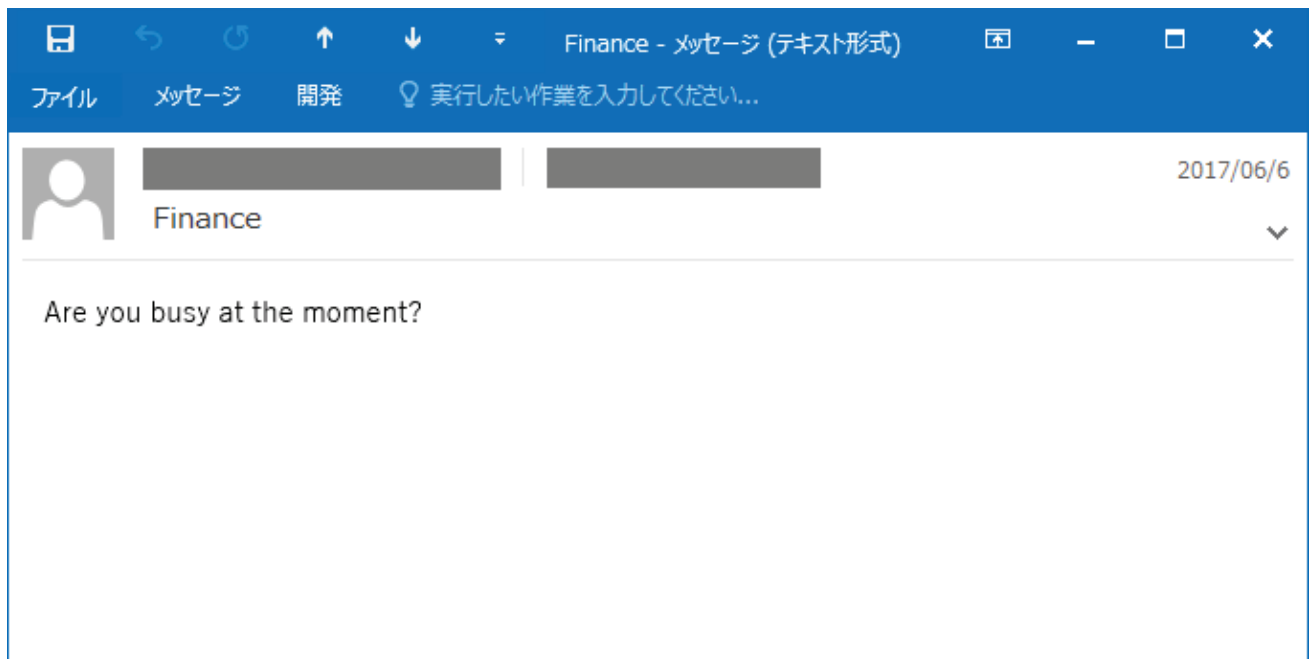 Finance - メッセージ (テキスト形式)
ファイル メッセージ 開発 実行したい作業を入力してください...
2017/06/6
Finance
Are you busy at the moment?